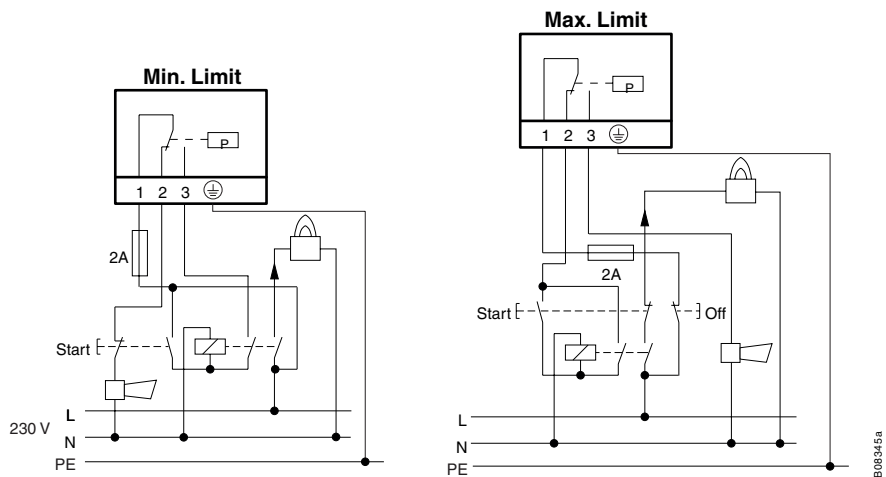 Min. Limit
P
1 2 3
2A
Start
L
230 V
N
PE
Max. Limit
P
1 2 3
2A
Start
Off
L
N
PE
B08345a